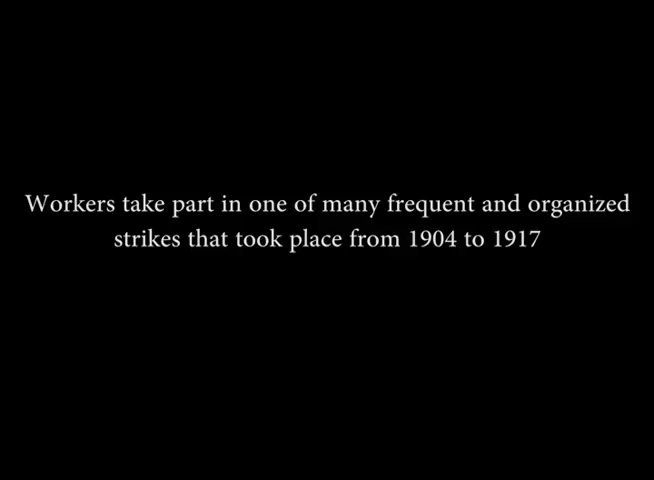 Workers take part in one of many frequent and organized
strikes that took place from 1904 to 1917